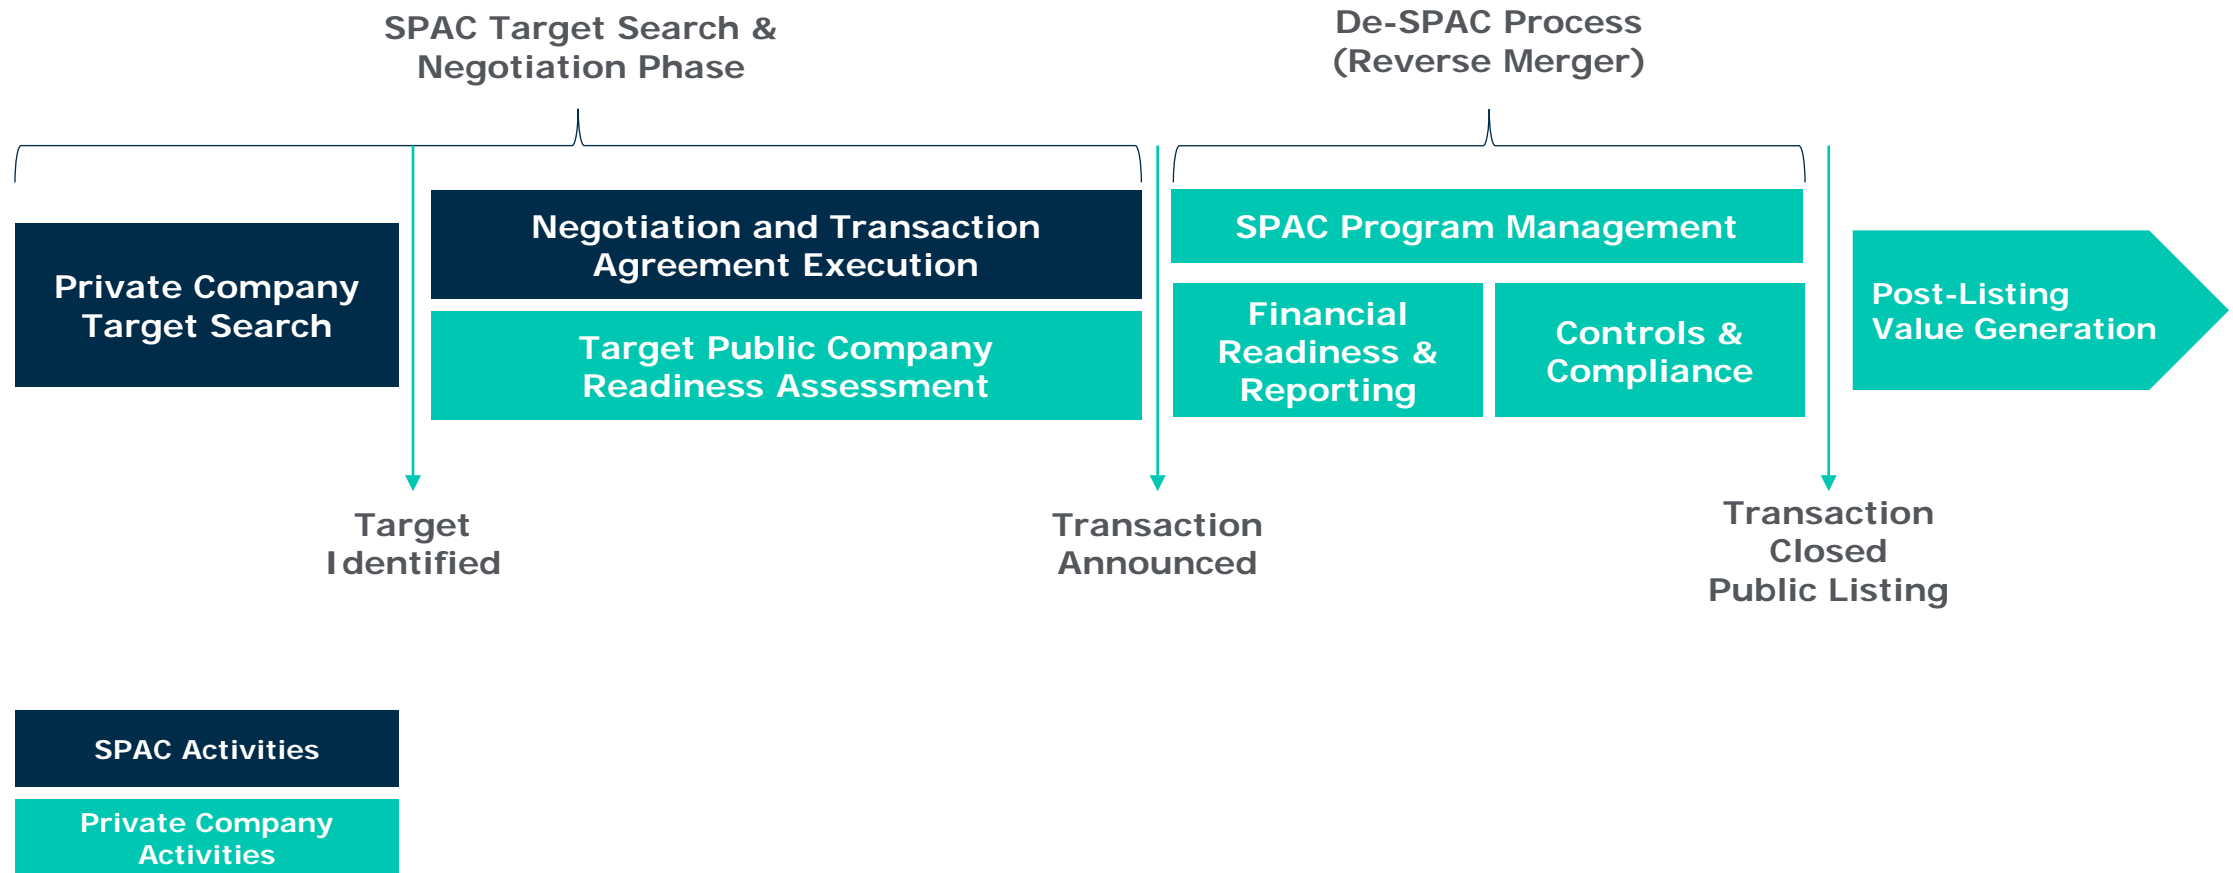 SPAC Target Search &
Negotiation Phase
De-SPAC Process
(Reverse Merger)
Private Company
Target Search
Negotiation and Transaction
Agreement Execution
Target Public Company
Readiness Assessment
SPAC Program Management
Financial
Readiness &
Reporting
Controls &
Compliance
Post-Listing
Value Generation
Target
Identified
Transaction
Announced
Transaction
Closed
Public Listing
SPAC Activities
Private Company
Activities